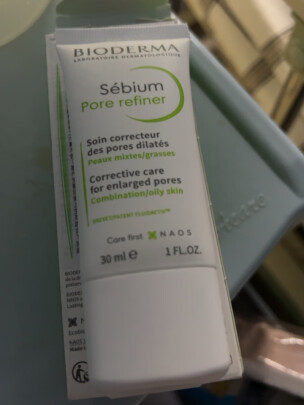 BIODERMA
LABORATOIRE DERMATOLOGIQUE
Sébium
Pore refiner
Soin correcteur
des pores dilatés
Peaux mixtes/grasses
Corrective care
for enlarged pores
Combination/oily skin
Care first NAOS
30 ml e 1 FL.OZ.